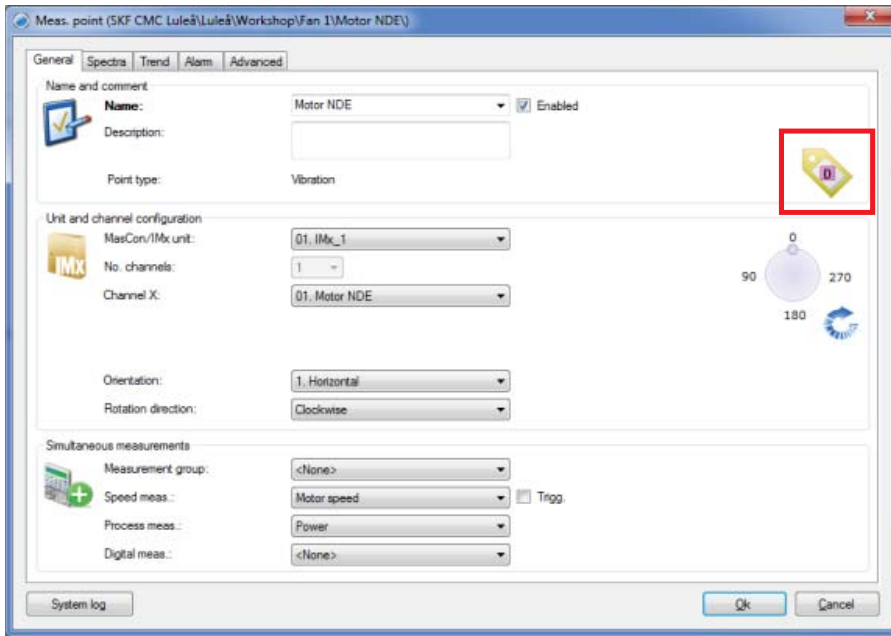 Meas. point (SKF CMC Luleå\Luleå\Workshop\Fan 1\Motor NDE\)
General Spectra Trend Alarm Advanced
Name and comment
Name: Motor NDE Enabled
Description:
Point type: Vibration
D
Unit and channel configuration
MasCon/IMx unit: 01. IMx_1
IMx
No. channels: 1
Channel X: 01. Motor NDE
0
90 270
180
Orientation: 1. Horizontal
Rotation direction: Clockwise
Simultaneous measurements
Measurement group: <None>
Speed meas.: Motor speed Trigg.
Process meas.: Power
Digital meas.: <None>
System log Ok Cancel